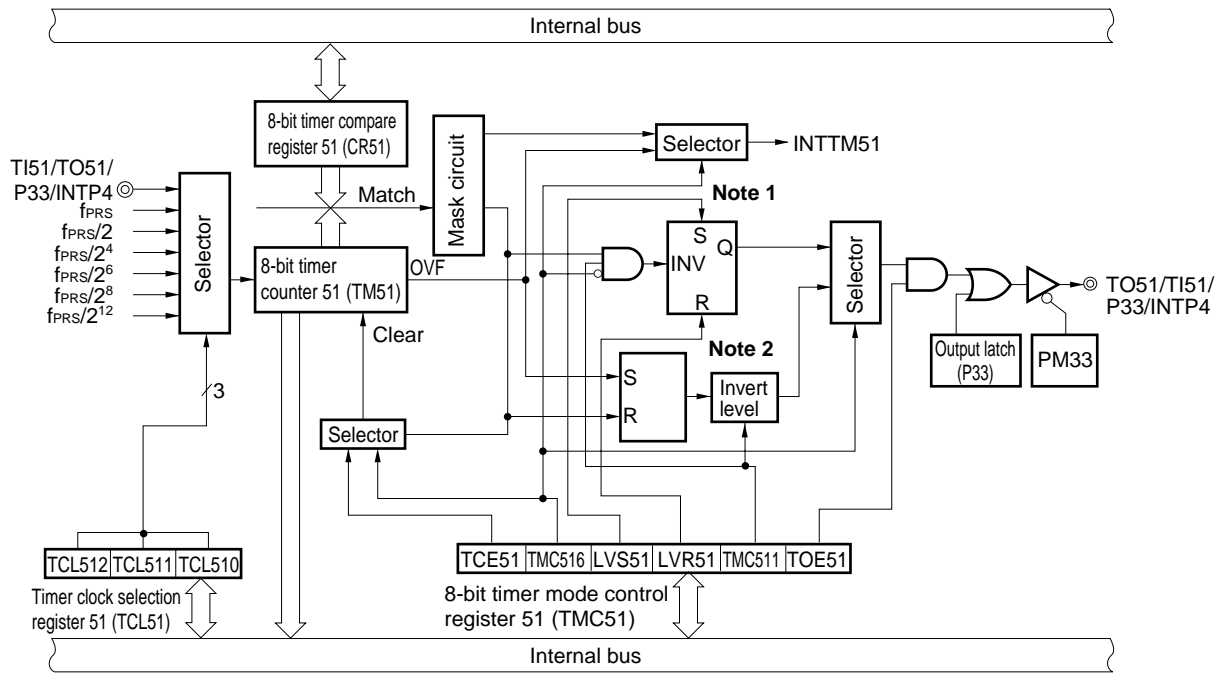 Internal bus
8-bit timer compare
register 51 (CR51)
TI51/TO51/
P33/INTP4
fPRS
fPRS/2
fPRS/2⁴
fPRS/2⁶
fPRS/2⁸
fPRS/2¹²
Selector
Match
Mask circuit
8-bit timer
counter 51 (TM51)
OVF
Clear
3
Selector
Selector
INTTM51
Note 1
S
Q
INV
R
Note 2
S
R
Invert
level
Selector
TO51/TI51/
P33/INTP4
Output latch
(P33)
PM33
TCL512 TCL511 TCL510
Timer clock selection
register 51 (TCL51)
TCE51 TMC516 LVS51 LVR51 TMC511 TOE51
8-bit timer mode control
register 51 (TMC51)
Internal bus